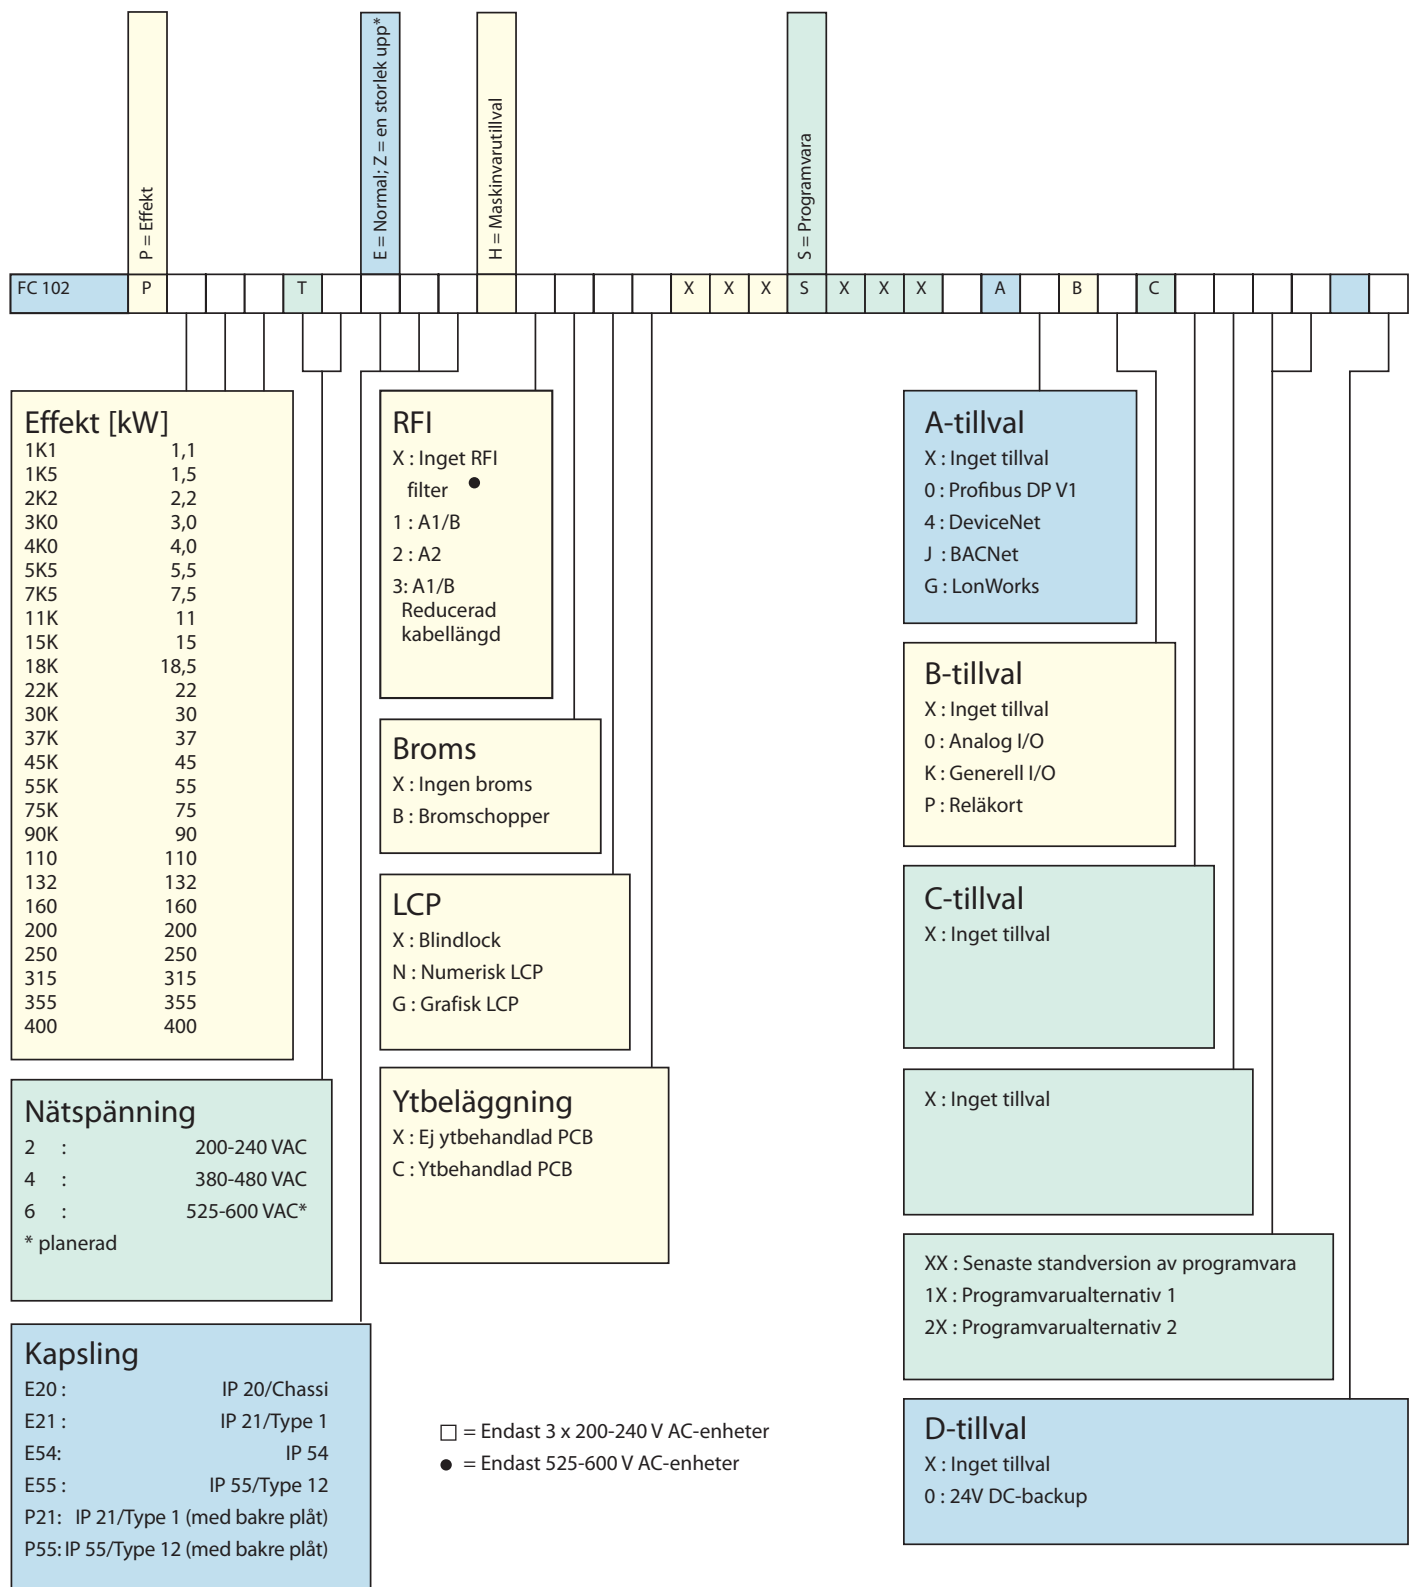 P = Effekt
E = Normal; Z = en storlek upp*
H = Maskinvarutillval
S = Programvara
FC 102 P T X X X S X X X A B C
Effekt [kW]
1K1 1,1
1K5 1,5
2K2 2,2
3K0 3,0
4K0 4,0
5K5 5,5
7K5 7,5
11K 11
15K 15
18K 18,5
22K 22
30K 30
37K 37
45K 45
55K 55
75K 75
90K 90
110 110
132 132
160 160
200 200
250 250
315 315
355 355
400 400
Nätspänning
2 : 200-240 VAC
4 : 380-480 VAC
6 : 525-600 VAC*
* planerad
Kapsling
E20 : IP 20/Chassi
E21 : IP 21/Type 1
E54: IP 54
E55 : IP 55/Type 12
P21: IP 21/Type 1 (med bakre plåt)
P55: IP 55/Type 12 (med bakre plåt)
RFI
X : Inget RFI
filter ●
1 : A1/B
2 : A2
3: A1/B
Reducerad
kabellängd
Broms
X : Ingen broms
B : Bromschopper
LCP
X : Blindlock
N : Numerisk LCP
G : Grafisk LCP
Ytbeläggning
X : Ej ytbehandlad PCB
C : Ytbehandlad PCB
□ = Endast 3 x 200-240 V AC-enheter
● = Endast 525-600 V AC-enheter
A-tillval
X : Inget tillval
0 : Profibus DP V1
4 : DeviceNet
J : BACNet
G : LonWorks
B-tillval
X : Inget tillval
0 : Analog I/O
K : Generell I/O
P : Reläkort
C-tillval
X : Inget tillval
X : Inget tillval
XX : Senaste standversion av programvara
1X : Programvarualternativ 1
2X : Programvarualternativ 2
D-tillval
X : Inget tillval
0 : 24V DC-backup